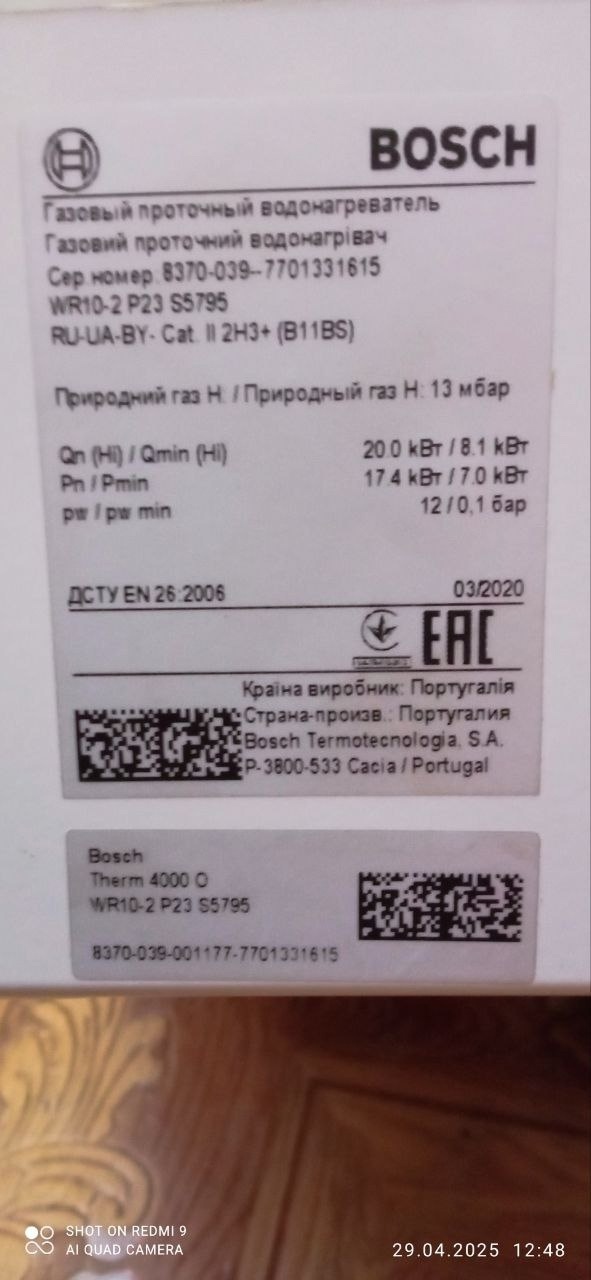 BOSCH
Газовый проточный водонагреватель
Газовий проточний водонагрівач
Сер.номер. 8370-039--7701331615
WR10-2 P23 S5795
RU-UA-BY- Cat. II 2H3+ (B11BS)
Природний газ H: / Природный газ H: 13 мбар
Qn (Hi) / Qmin (Hi) 20.0 кВт / 8.1 кВт
Pn / Pmin 17.4 кВт / 7.0 кВт
pw / pw min 12 / 0,1 бар
ДСТУ EN 26:2006 03/2020
EAC
Країна виробник: Португалія
Страна-произв.: Португалия
Bosch Termotecnologia, S.A.
P-3800-533 Cacia / Portugal
Bosch
Therm 4000 O
WR10-2 P23 S5795
8370-039-001177-7701331615
SHOT ON REDMI 9
AI QUAD CAMERA
29.04.2025 12:48